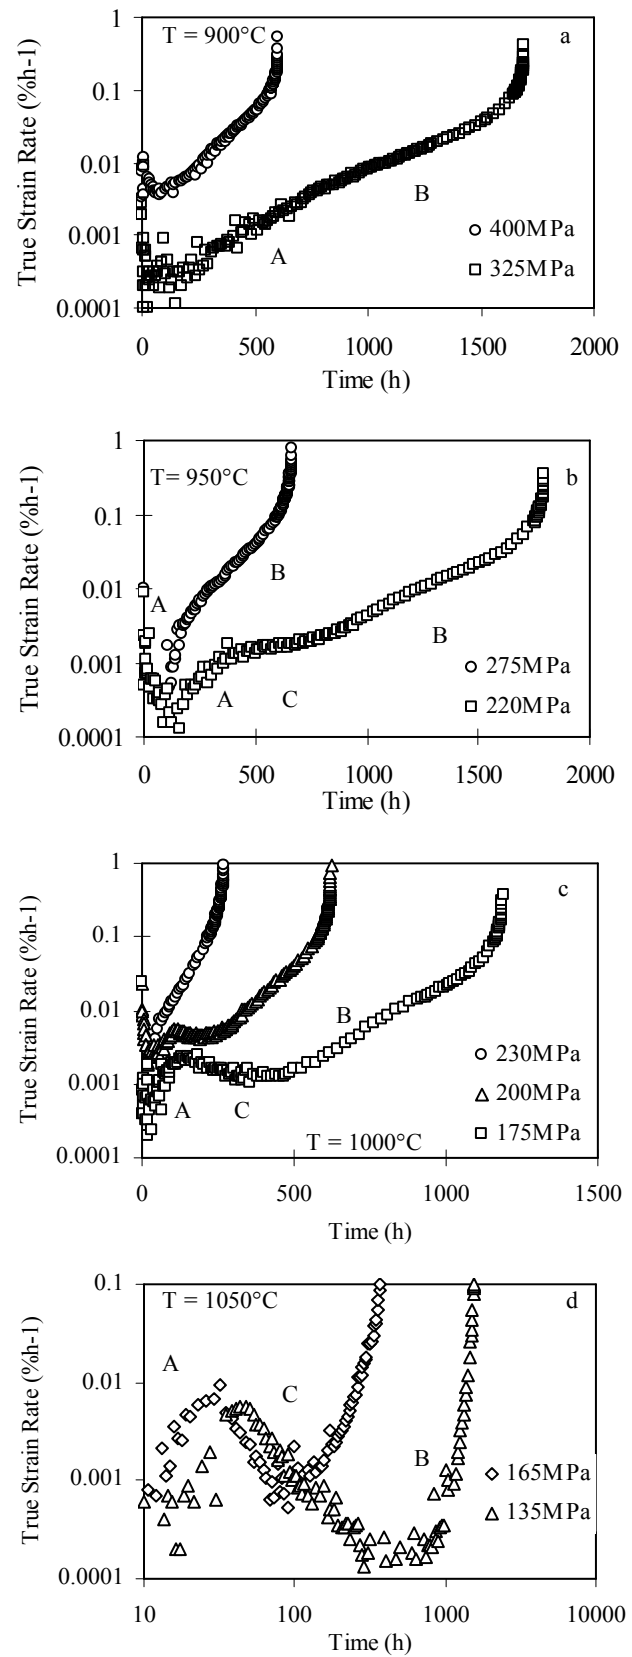 1
T = 900°C
a
0.1
0.01
B
0.001
400MPa
A
325MPa
0.0001
0
500
1000
1500
2000
Time (h)
True Strain Rate (%h-1)
1
T= 950°C
b
0.1
B
0.01
A
0.001
B
275MPa
A
C
220MPa
0.0001
0
500
1000
1500
2000
Time (h)
True Strain Rate (%h-1)
1
c
0.1
0.01
B
230MPa
0.001
200MPa
A
C
175MPa
T = 1000°C
0.0001
0
500
1000
1500
Time (h)
True Strain Rate (%h-1)
0.1
T = 1050°C
d
A
0.01
C
B
0.001
165MPa
135MPa
0.0001
10
100
1000
10000
Time (h)
True Strain Rate (%h-1)